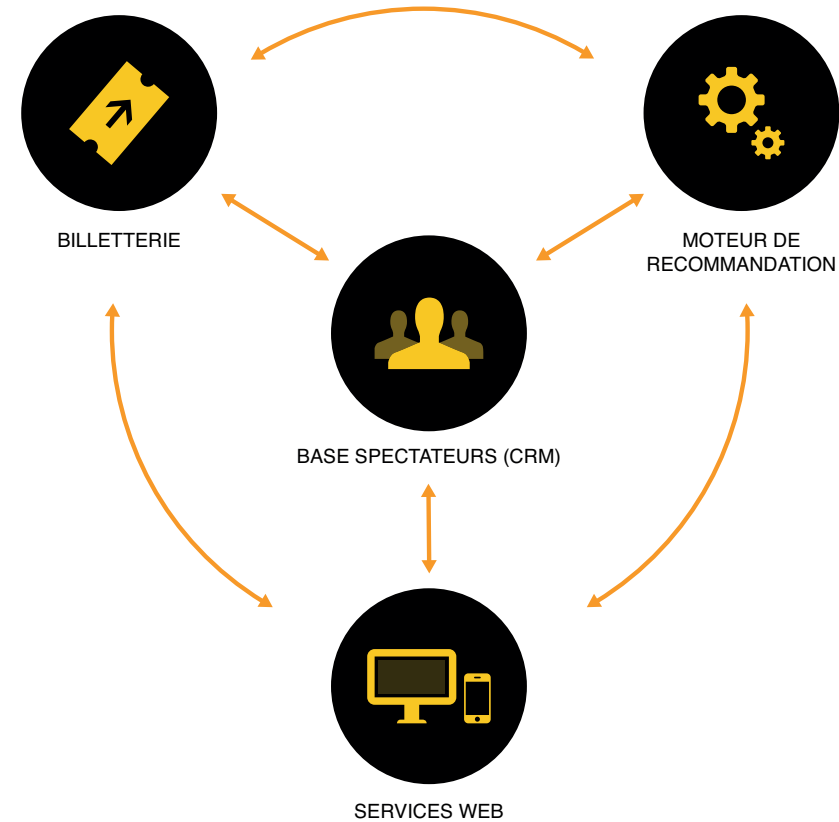 BILLETTERIE
MOTEUR DE
RECOMMANDATION
BASE SPECTATEURS (CRM)
SERVICES WEB